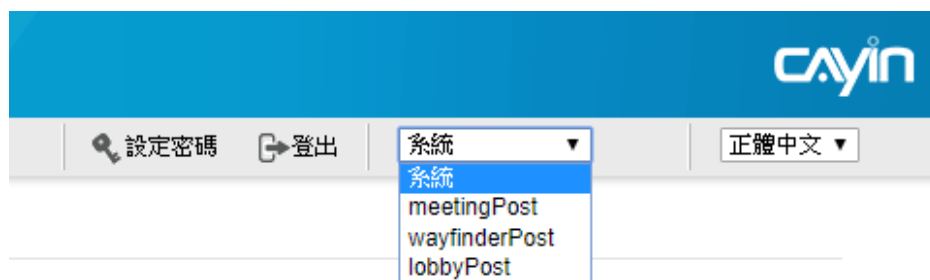 cayin
設定密碼 登出 系統 正體中文
系統
meetingPost
wayfinderPost
lobbyPost